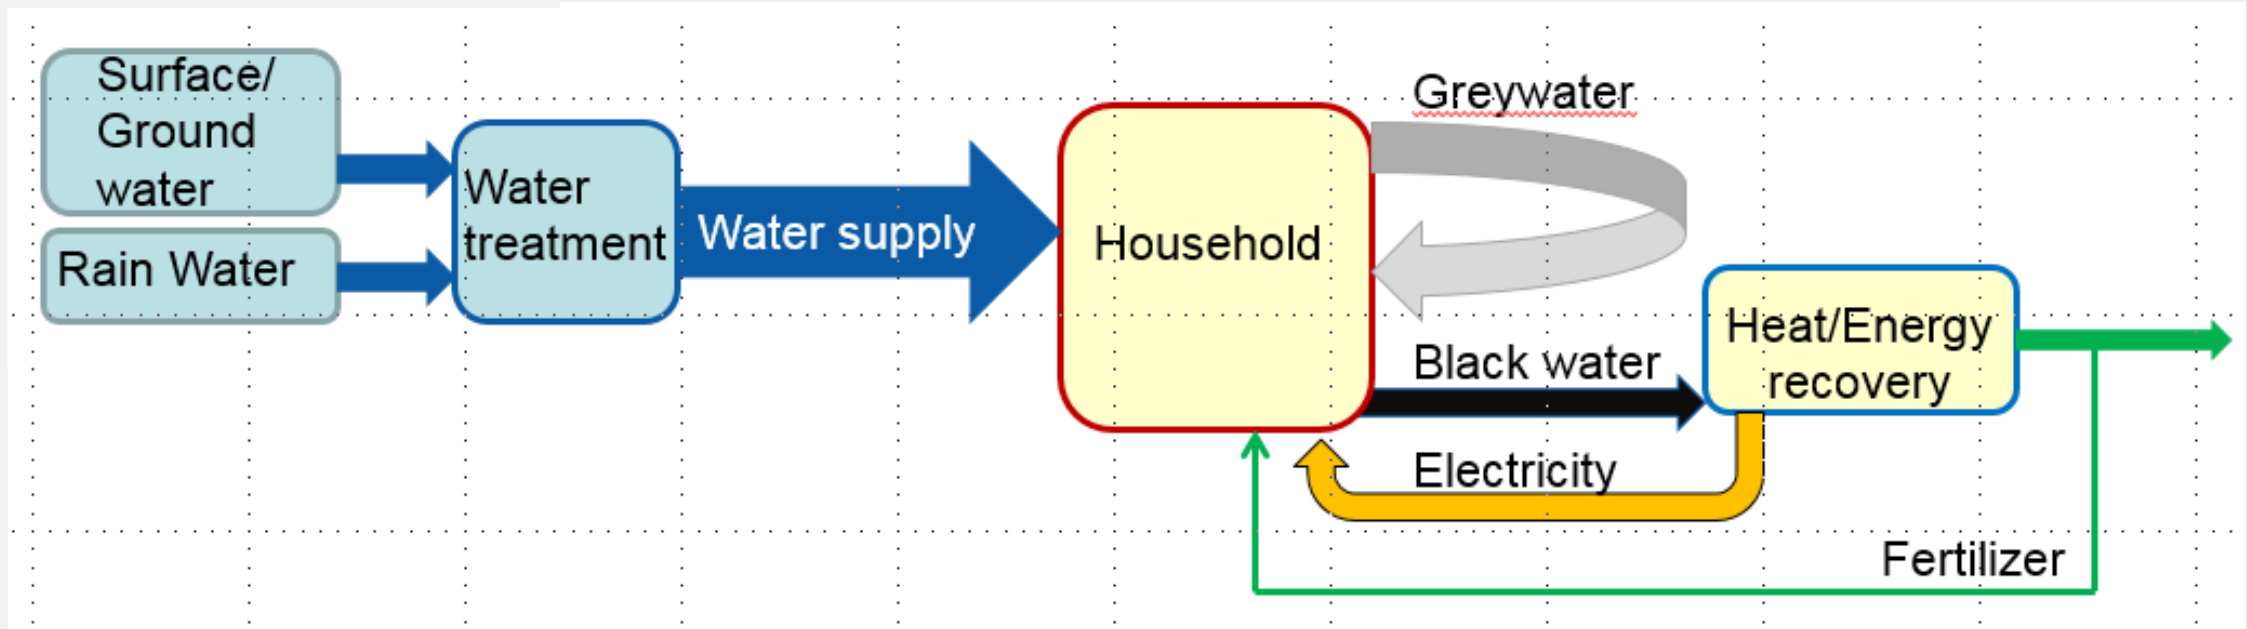 Surface/
Ground
water
Rain Water
Water
treatment
Water supply
Household
Greywater
Black water
Electricity
Heat/Energy
recovery
Fertilizer